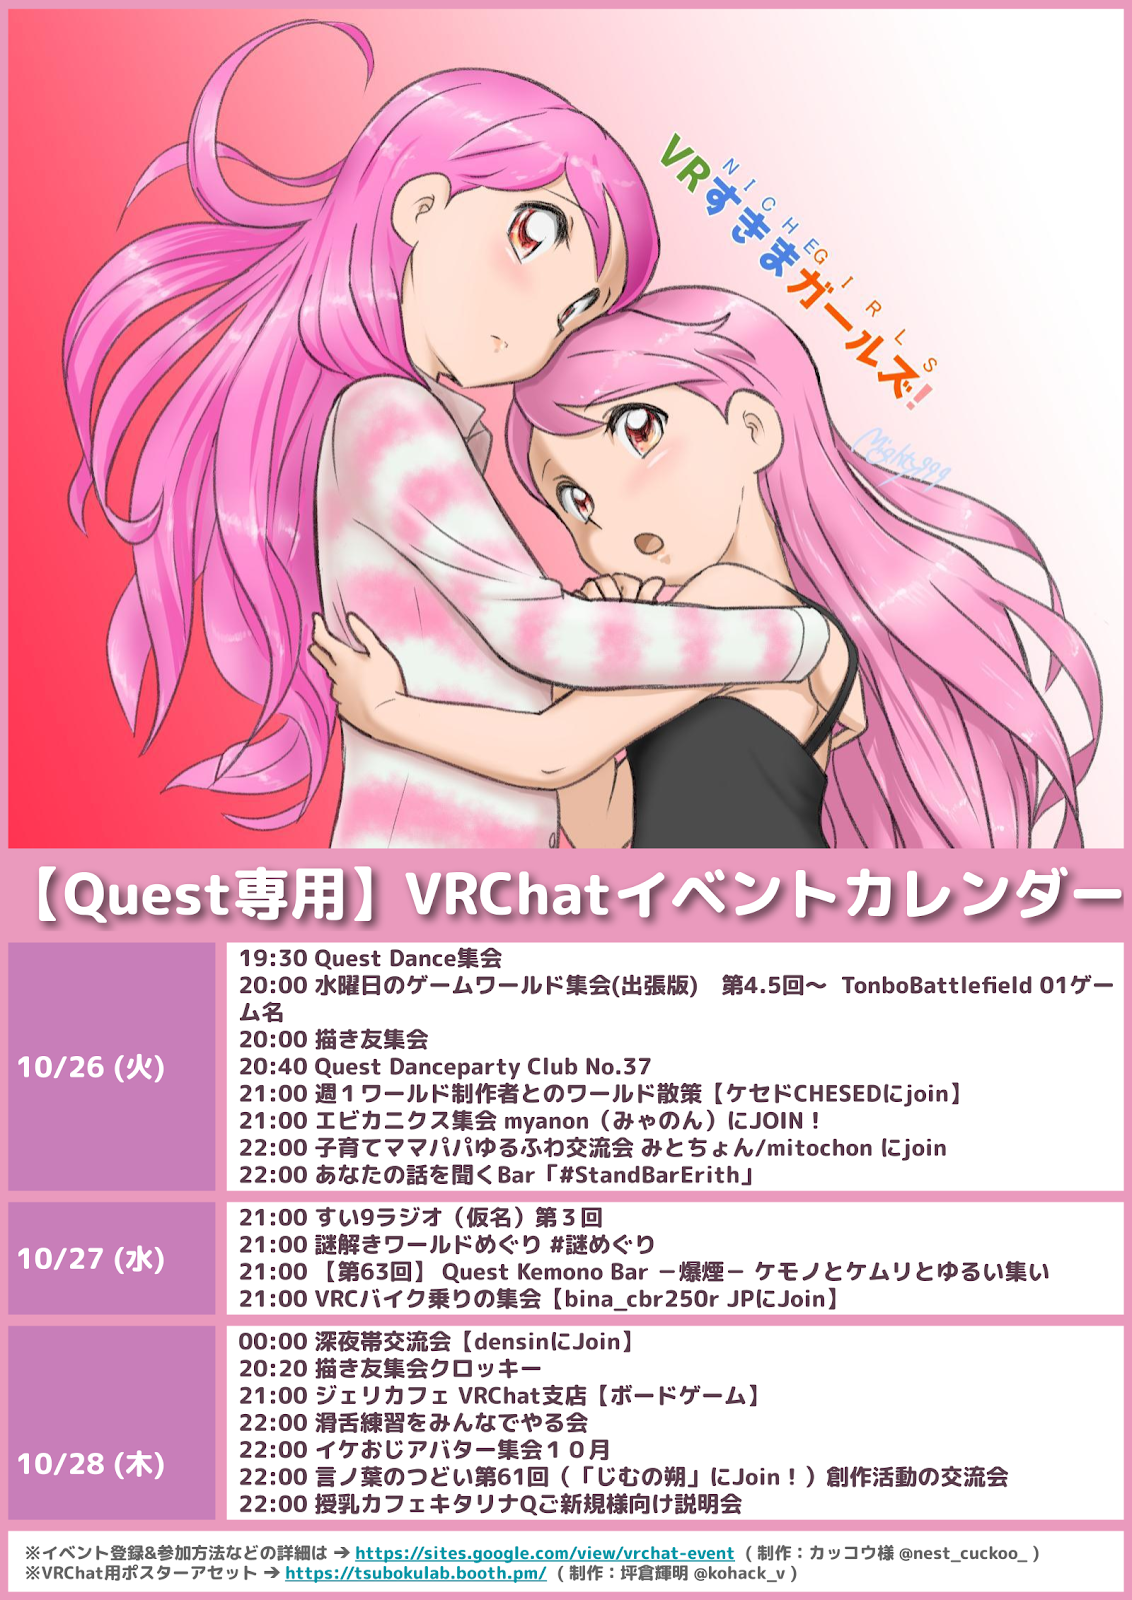 NICHE GIRLS
VRすきまガールズ!
Mighty999
【Quest専用】VRChatイベントカレンダー
10/26 (火)
19:30 Quest Dance集会
20:00 水曜日のゲームワールド集会(出張版)　第4.5回～ TonboBattlefield 01ゲー
ム名
20:00 描き友集会
20:40 Quest Danceparty Club No.37
21:00 週１ワールド制作者とのワールド散策【ケセドCHESEDにjoin】
21:00 エビカニクス集会 myanon（みゃのん）にJOIN！
22:00 子育てママパパゆるふわ交流会 みとちょん/mitochon にjoin
22:00 あなたの話を聞くBar「#StandBarErith」
10/27 (水)
21:00 すい9ラジオ（仮名）第３回
21:00 謎解きワールドめぐり #謎めぐり
21:00 【第63回】 Quest Kemono Bar －爆煙－ ケモノとケムリとゆるい集い
21:00 VRCバイク乗りの集会【bina_cbr250r JPにJoin】
10/28 (木)
00:00 深夜帯交流会【densinにJoin】
20:20 描き友集会クロッキー
21:00 ジェリカフェ VRChat支店【ボードゲーム】
22:00 滑舌練習をみんなでやる会
22:00 イケおじアバター集会１０月
22:00 言ノ葉のつどい第61回（「じむの朔」にJoin！）創作活動の交流会
22:00 授乳カフェキタリナQご新規様向け説明会
※イベント登録&参加方法などの詳細は → https://sites.google.com/view/vrchat-event （制作：カッコウ様 @nest_cuckoo_ ）
※VRChat用ポスターアセット → https://tsubokulab.booth.pm/ （制作：坪倉輝明 @kohack_v ）